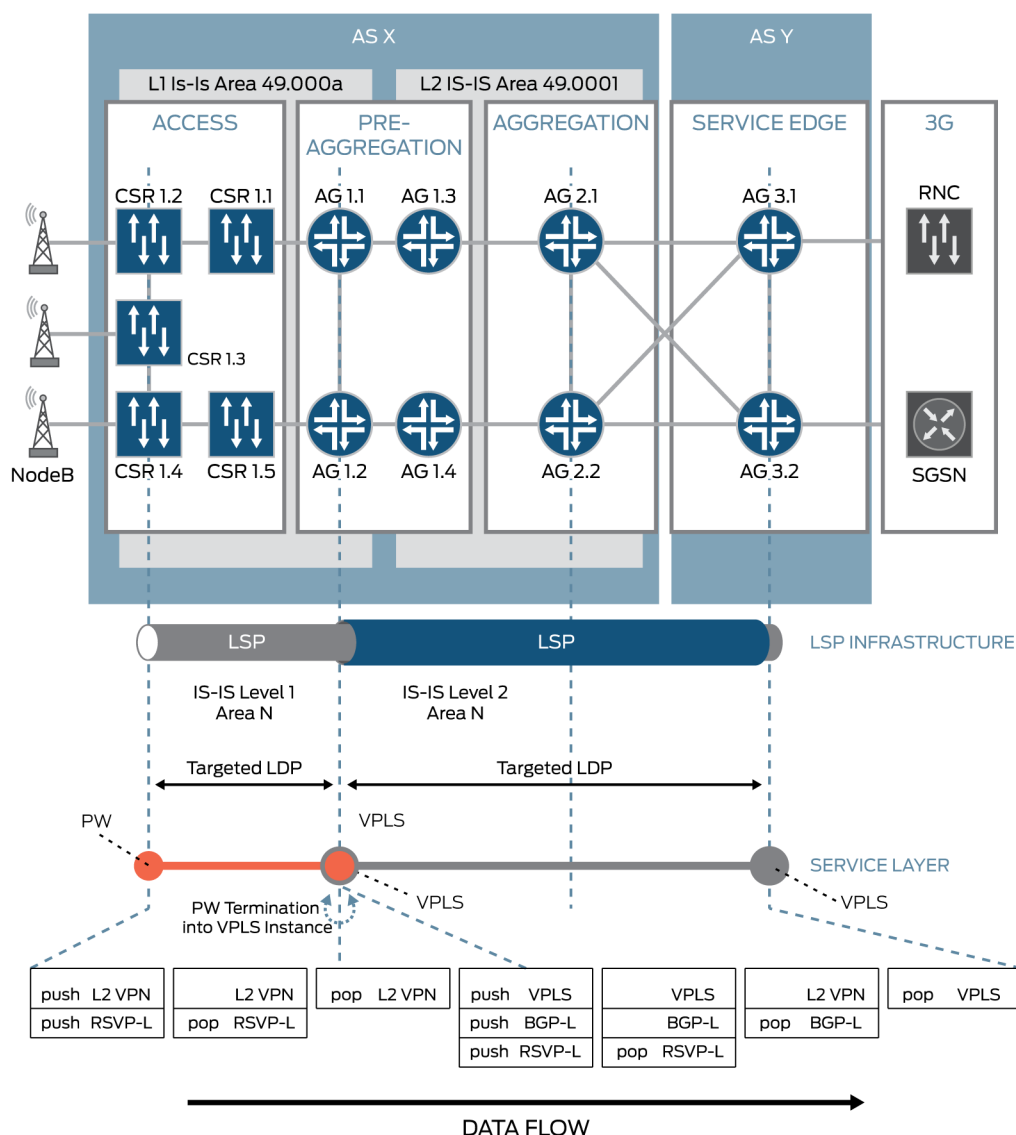 AS X
AS Y
L1 Is-Is Area 49.000a
L2 IS-IS Area 49.0001
ACCESS
PRE-
AGGREGATION
AGGREGATION
SERVICE EDGE
3G
CSR 1.2
CSR 1.1
AG 1.1
AG 1.3
AG 2.1
AG 3.1
RNC
CSR 1.3
NodeB
CSR 1.4
CSR 1.5
AG 1.2
AG 1.4
AG 2.2
AG 3.2
SGSN
LSP
LSP
LSP INFRASTRUCTURE
IS-IS Level 1
Area N
IS-IS Level 2
Area N
Targeted LDP
Targeted LDP
PW
VPLS
SERVICE LAYER
VPLS
VPLS
PW Termination
into VPLS Instance
push L2 VPN
push RSVP-L
L2 VPN
pop RSVP-L
pop L2 VPN
push VPLS
push BGP-L
push RSVP-L
VPLS
BGP-L
pop RSVP-L
L2 VPN
pop BGP-L
pop VPLS
DATA FLOW